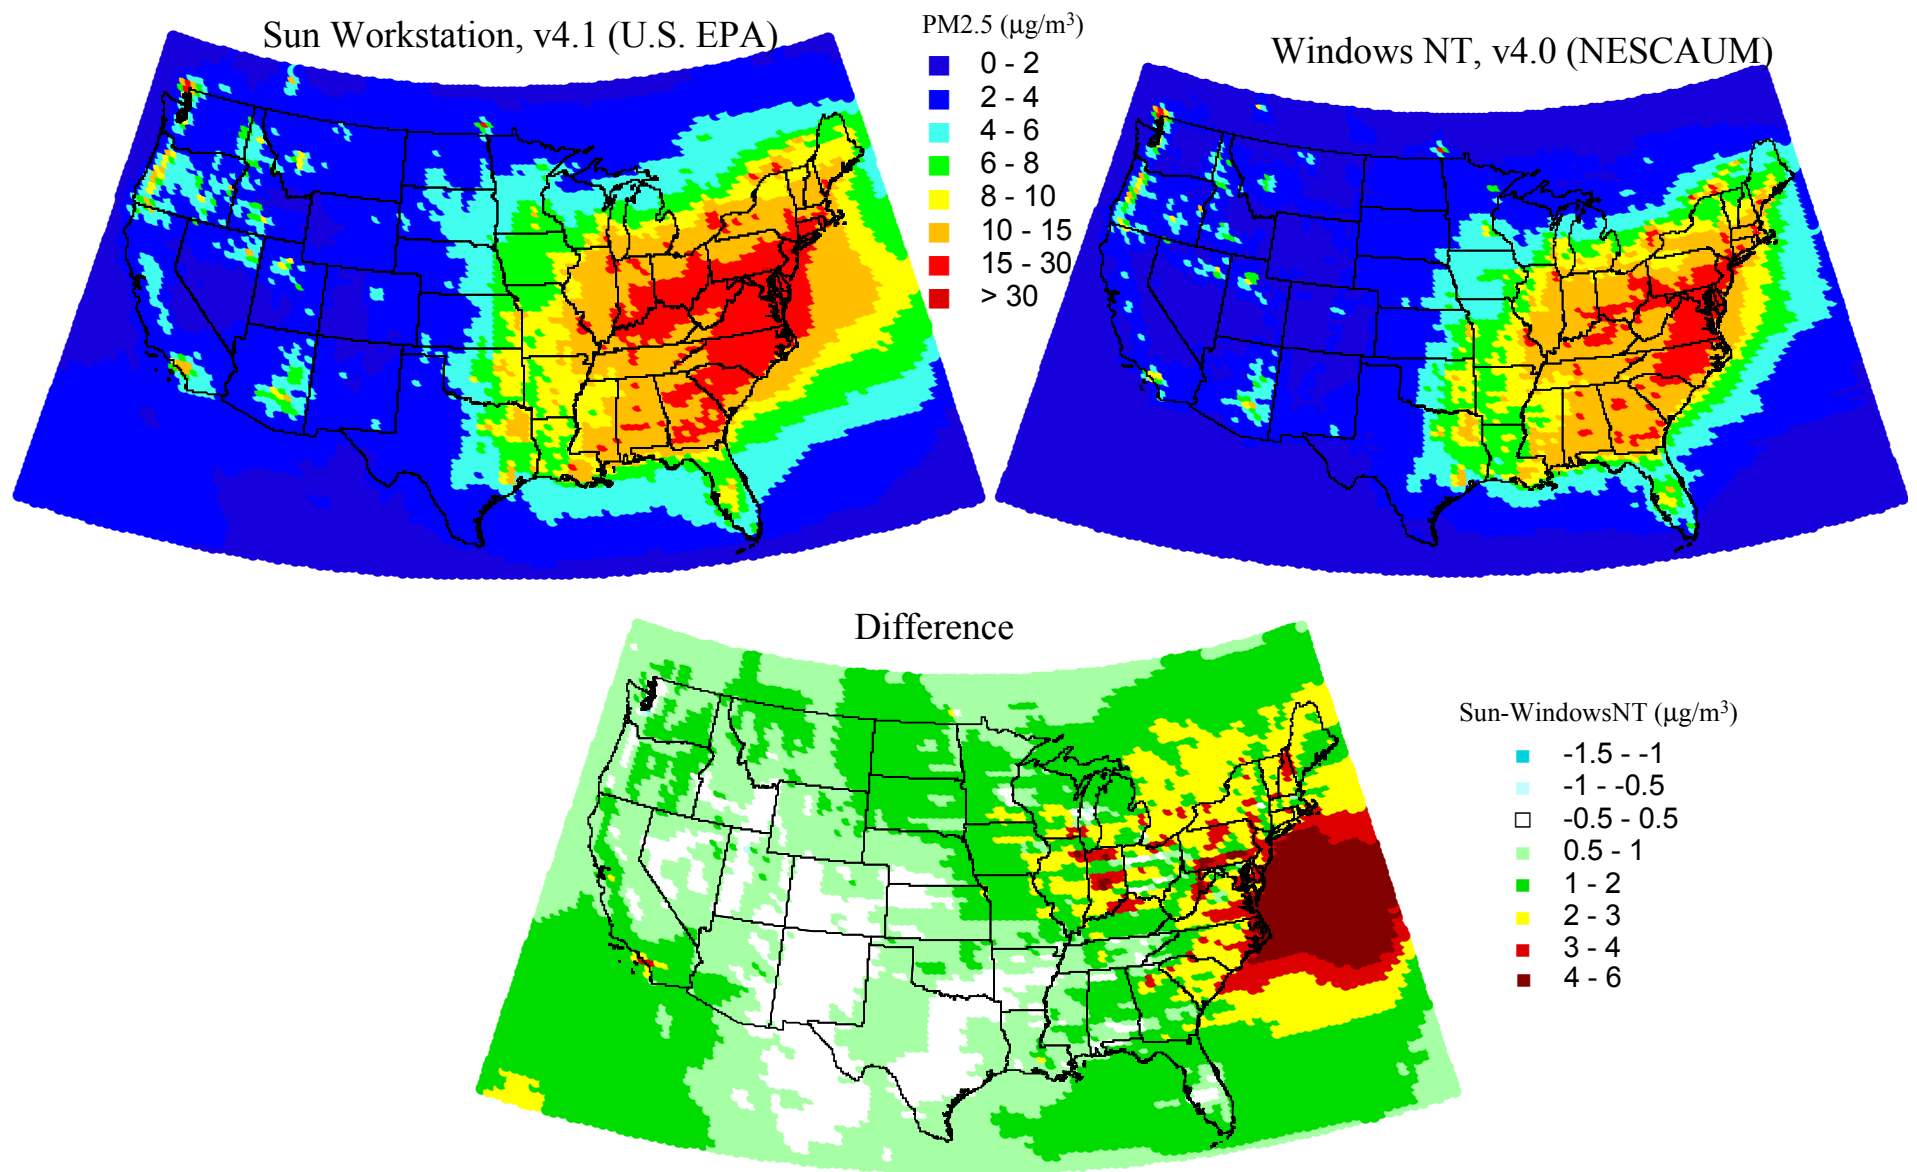 Sun Workstation, v4.1 (U.S. EPA)
PM2.5 (μg/m³)
0 - 2
2 - 4
4 - 6
6 - 8
8 - 10
10 - 15
15 - 30
> 30
Windows NT, v4.0 (NESCAUM)
Difference
Sun-WindowsNT (μg/m³)
-1.5 - -1
-1 - -0.5
-0.5 - 0.5
0.5 - 1
1 - 2
2 - 3
3 - 4
4 - 6